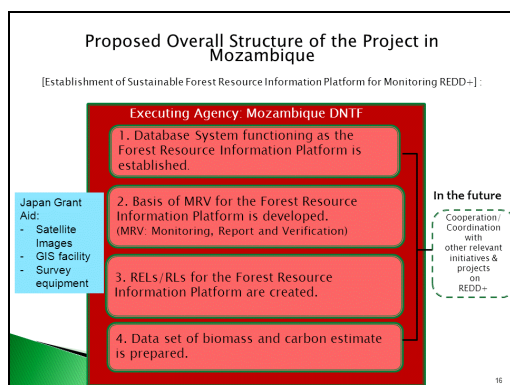 Proposed Overall Structure of the Project in
Mozambique
[Establishment of Sustainable Forest Resource Information Platform for Monitoring REDD+] :
Executing Agency: Mozambique DNTF
1. Database System functioning as the
Forest Resource Information Platform is
established.
2. Basis of MRV for the Forest Resource
Information Platform is developed.
(MRV: Monitoring, Report and Verification)
3. RELs/RLs for the Forest Resource
Information Platform are created.
4. Data set of biomass and carbon estimate
is prepared.
Japan Grant
Aid:
- Satellite
Images
- GIS facility
- Survey
equipment
In the future
Cooperation/
Coordination
with
other relevant
initiatives &
projects
on
REDD+
16